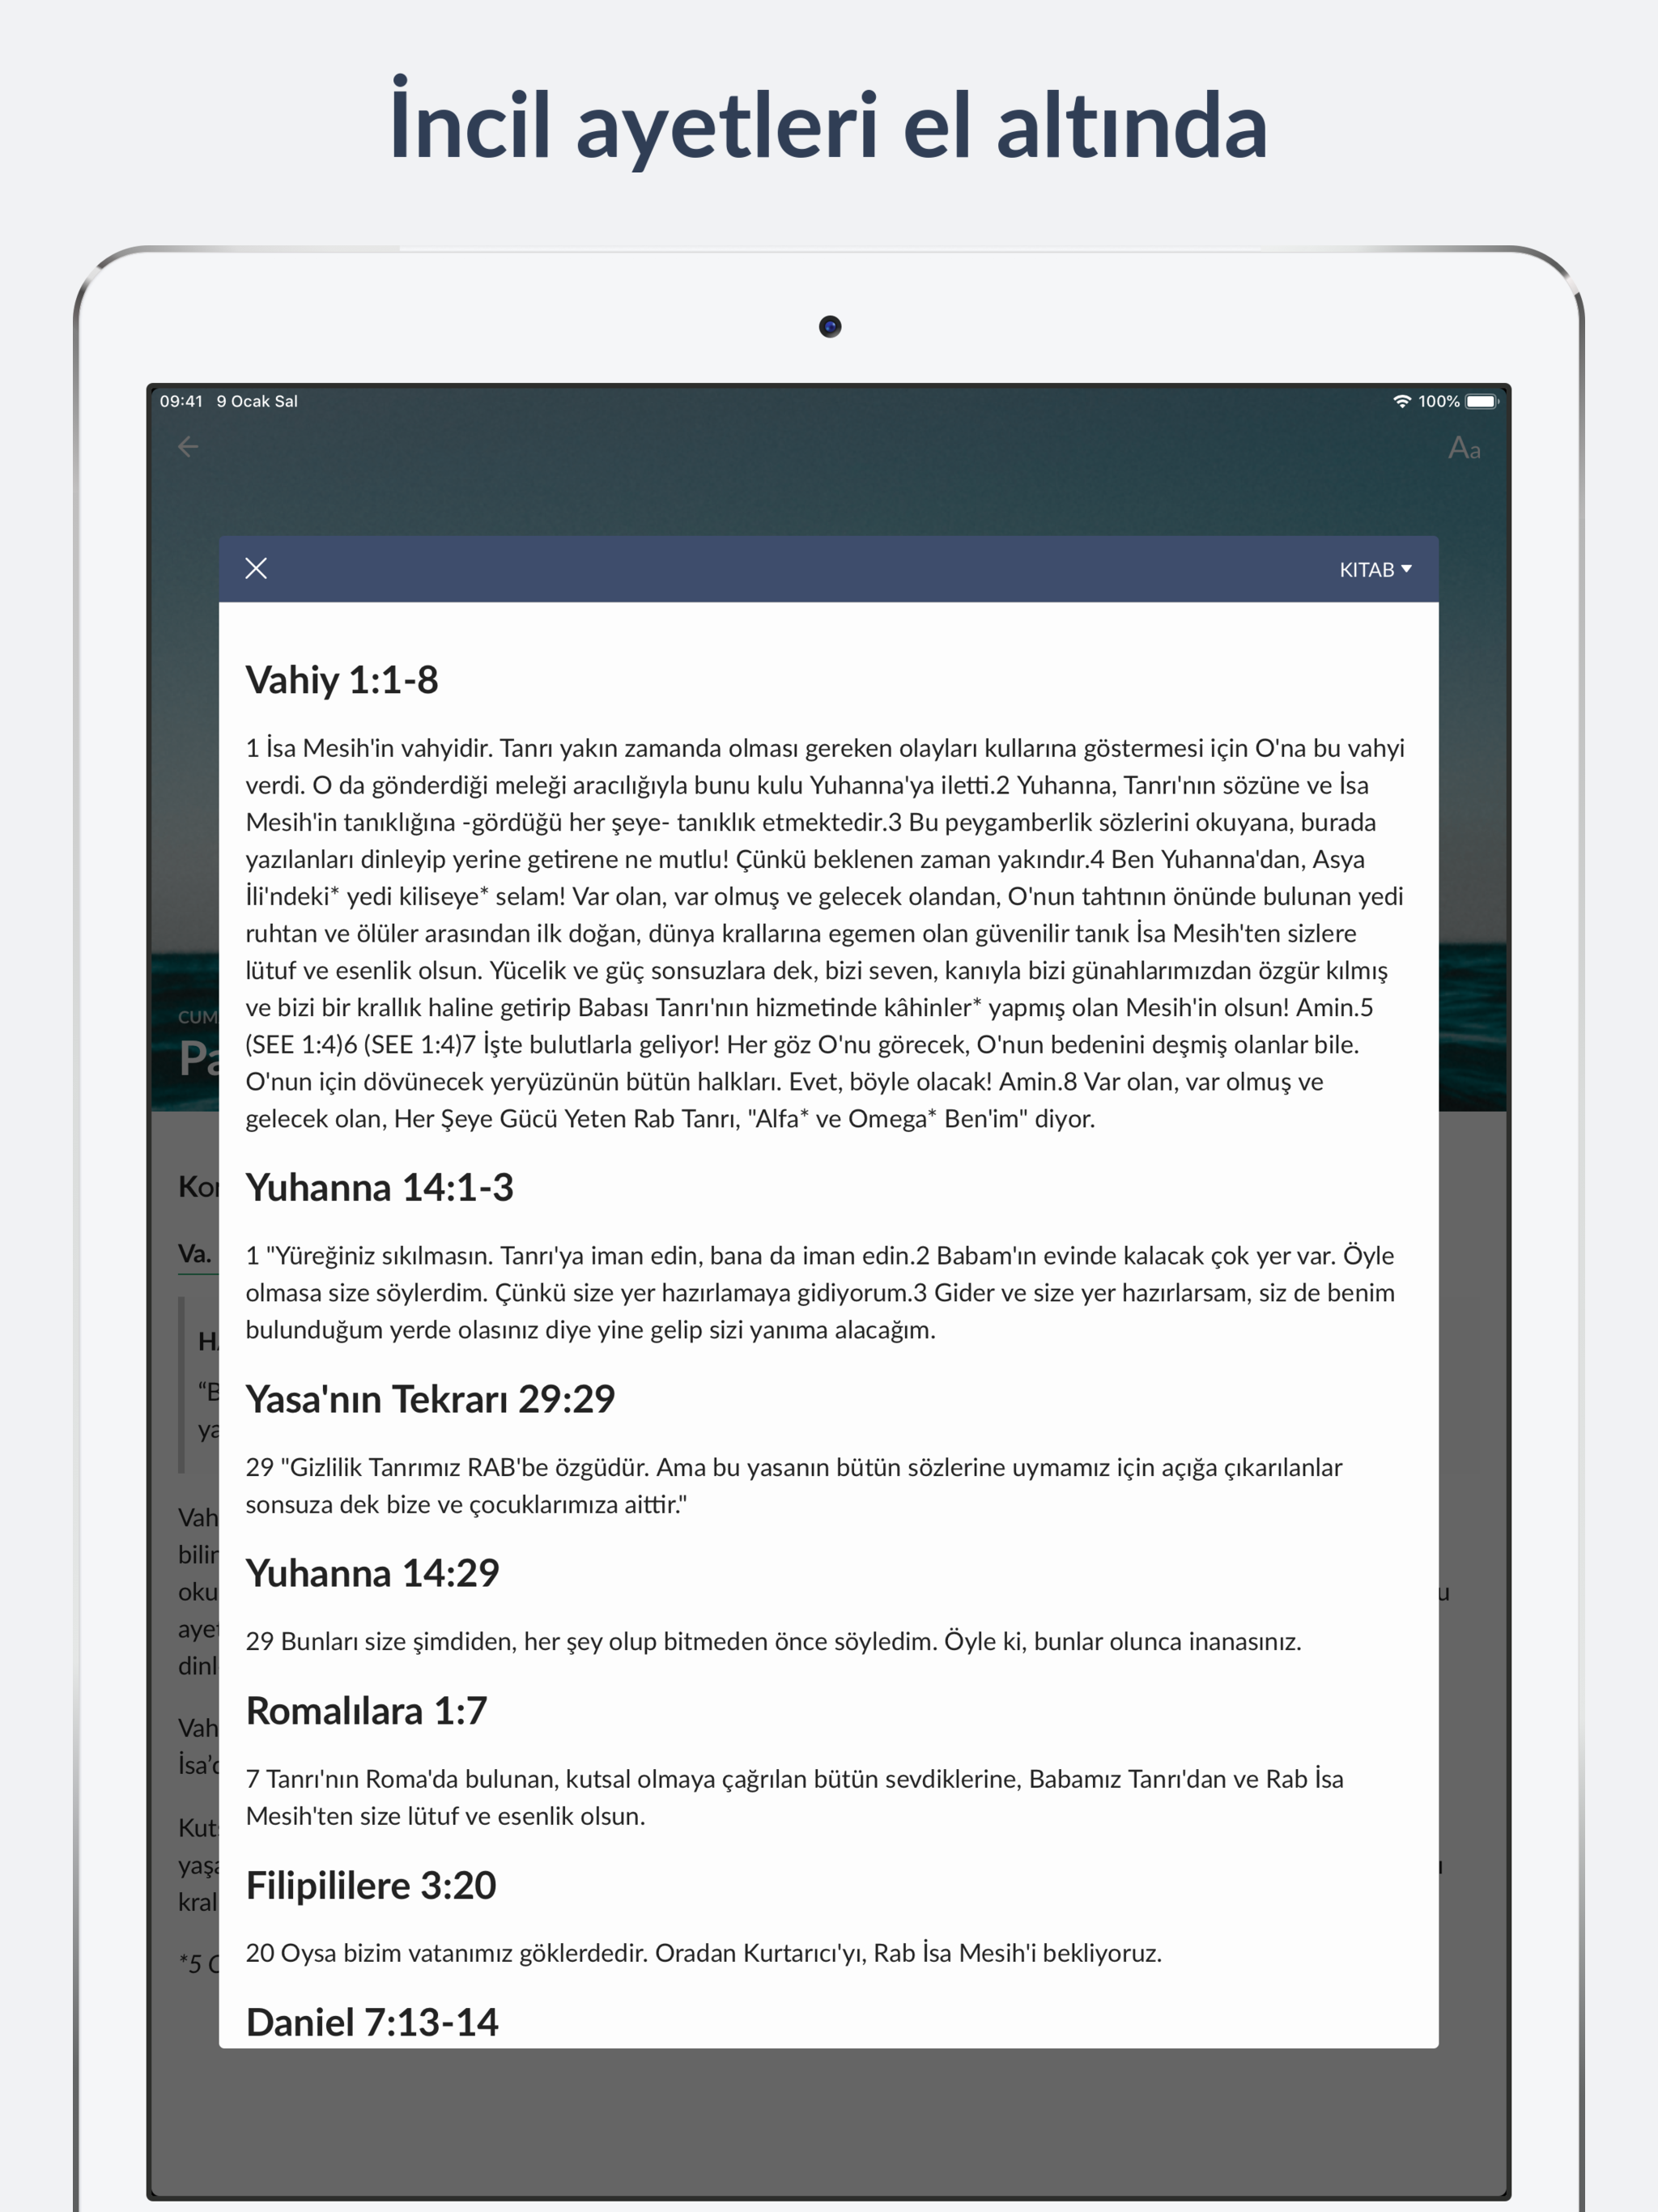 İncil ayetleri el altında
09:41 9 Ocak Sal
100%
Aa
KITAB
Vahiy 1:1-8
1 İsa Mesih'in vahyidir. Tanrı yakın zamanda olması gereken olayları kullarına göstermesi için O'na bu vahyi
verdi. O da gönderdiği meleği aracılığıyla bunu kulu Yuhanna'ya iletti.2 Yuhanna, Tanrı'nın sözüne ve İsa
Mesih'in tanıklığına -gördüğü her şeye- tanıklık etmektedir.3 Bu peygamberlik sözlerini okuyana, burada
yazılanları dinleyip yerine getirene ne mutlu! Çünkü beklenen zaman yakındır.4 Ben Yuhanna'dan, Asya
İli'ndeki* yedi kiliseye* selam! Var olan, var olmuş ve gelecek olandan, O'nun tahtının önünde bulunan yedi
ruhtan ve ölüler arasından ilk doğan, dünya krallarına egemen olan güvenilir tanık İsa Mesih'ten sizlere
lütuf ve esenlik olsun. Yücelik ve güç sonsuzlara dek, bizi seven, kanıyla bizi günahlarımızdan özgür kılmış
ve bizi bir krallık haline getirip Babası Tanrı'nın hizmetinde kâhinler* yapmış olan Mesih'in olsun! Amin.5
(SEE 1:4)6 (SEE 1:4)7 İşte bulutlarla geliyor! Her göz O'nu görecek, O'nun bedenini deşmiş olanlar bile.
O'nun için dövünecek yeryüzünün bütün halkları. Evet, böyle olacak! Amin.8 Var olan, var olmuş ve
gelecek olan, Her Şeye Gücü Yeten Rab Tanrı, "Alfa* ve Omega* Ben'im" diyor.
Yuhanna 14:1-3
1 "Yüreğiniz sıkılmasın. Tanrı'ya iman edin, bana da iman edin.2 Babam'ın evinde kalacak çok yer var. Öyle
olmasa size söylerdim. Çünkü size yer hazırlamaya gidiyorum.3 Gider ve size yer hazırlarsam, siz de benim
bulunduğum yerde olasınız diye yine gelip sizi yanıma alacağım.
Yasa'nın Tekrarı 29:29
29 "Gizlilik Tanrımız RAB'be özgüdür. Ama bu yasanın bütün sözlerine uymamız için açığa çıkarılanlar
sonsuza dek bize ve çocuklarımıza aittir."
Yuhanna 14:29
29 Bunları size şimdiden, her şey olup bitmeden önce söyledim. Öyle ki, bunlar olunca inanasınız.
Romalılara 1:7
7 Tanrı'nın Roma'da bulunan, kutsal olmaya çağrılan bütün sevdiklerine, Babamız Tanrı'dan ve Rab İsa
Mesih'ten size lütuf ve esenlik olsun.
Filipililere 3:20
20 Oysa bizim vatanımız göklerdedir. Oradan Kurtarıcı'yı, Rab İsa Mesih'i bekliyoruz.
Daniel 7:13-14
Va.